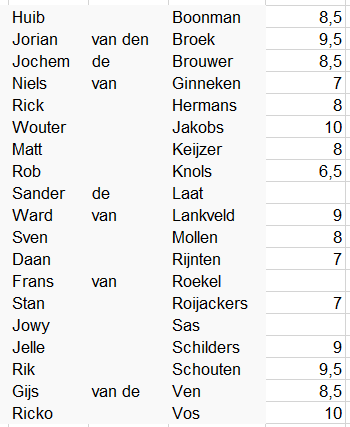 Huib Boonman 8,5
Jorian van den Broek 9,5
Jochem de Brouwer 8,5
Niels van Ginneken 7
Rick Hermans 8
Wouter Jakobs 10
Matt Keijzer 8
Rob Knols 6,5
Sander de Laat
Ward van Lankveld 9
Sven Mollen 8
Daan Rijnten 7
Frans van Roekel
Stan Roijackers 7
Jowy Sas
Jelle Schilders 9
Rik Schouten 9,5
Gijs van de Ven 8,5
Ricko Vos 10